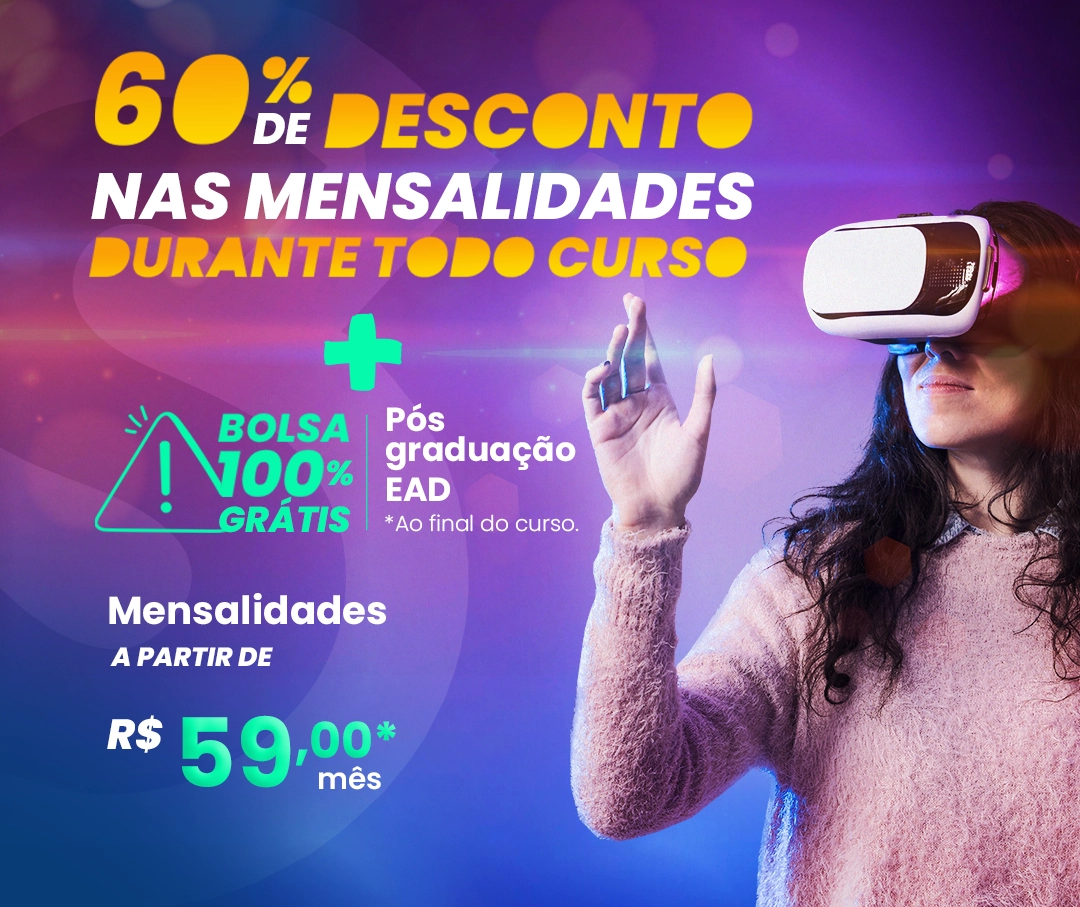 60% DE DESCONTO
NAS MENSALIDADES
DURANTE TODO CURSO
BOLSA
100%
GRÁTIS
Pós
graduação
EAD
*Ao final do curso.
Mensalidades
A PARTIR DE
R$ 59,00*
mês